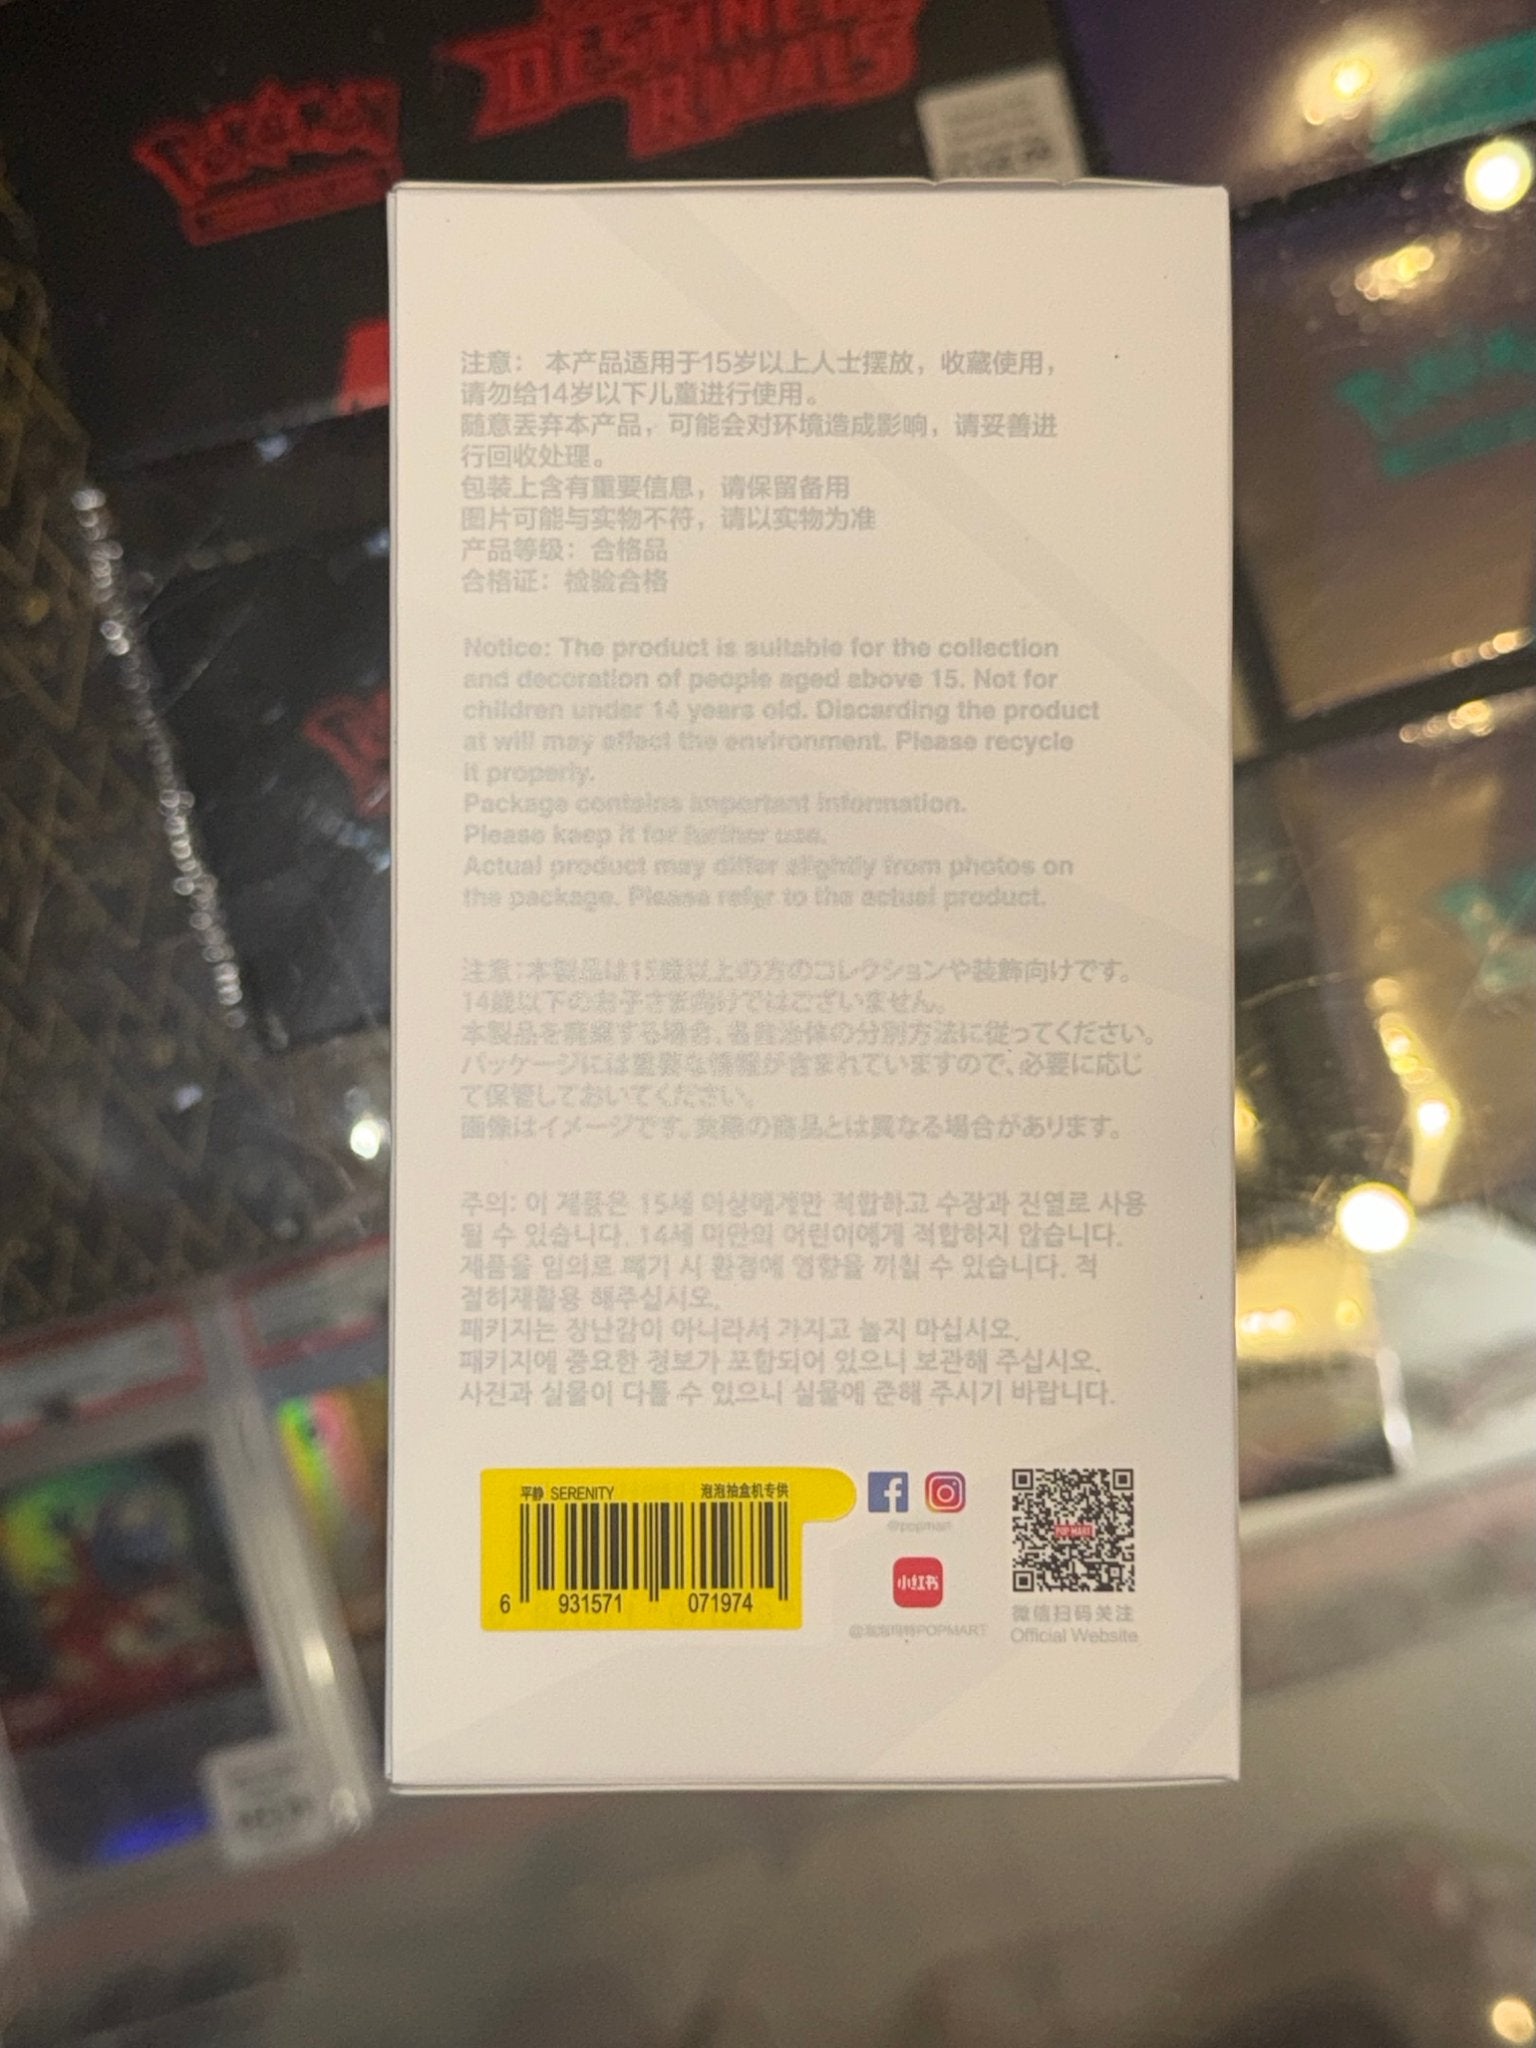 DESTINED
RIVALS
注意： 本产品适用于15岁以上人士摆放，收藏使用，
请勿给14岁以下儿童进行使用。
随意丢弃本产品，可能会对环境造成影响，请妥善进
行回收处理。
包装上含有重要信息，请保留备用
图片可能与实物不符，请以实物为准
产品等级：合格品
合格证：检验合格
Notice: The product is suitable for the collection
and decoration of people aged above 15. Not for
children under 14 years old. Discarding the product
at will may affect the environment. Please recycle
it properly.
Package contains important information.
Please keep it for further use.
Actual product may differ slightly from photos on
the package. Please refer to the actual product.
注意：本製品は15歳以上の方のコレクションや装飾向けです。
14歳以下のお子さま向けではございません。
本製品を廃棄する場合、各自治体の分別方法に従ってください。
パッケージには重要な情報が含まれていますので、必要に応じ
て保管しておいてください。
画像はイメージです。実際の商品とは異なる場合があります。
주의: 이 제품은 15세 이상에게만 적합하고 수장과 진열로 사용
될 수 있습니다. 14세 미만의 어린이에게 적합하지 않습니다.
제품을 임의로 폐기 시 환경에 영향을 끼칠 수 있습니다. 적
절히재활용 해주십시오.
패키지는 장난감이 아니라서 가지고 놀지 마십시오.
패키지에 중요한 정보가 포함되어 있으니 보관해 주십시오.
사진과 실물이 다를 수 있으니 실물에 준해 주시기 바랍니다.
平静 SERENITY 泡泡抽盒机专供
6 931571 071974
@popmart
小红书
@泡泡玛特POPMART
POP MART
微信扫码关注
Official Website